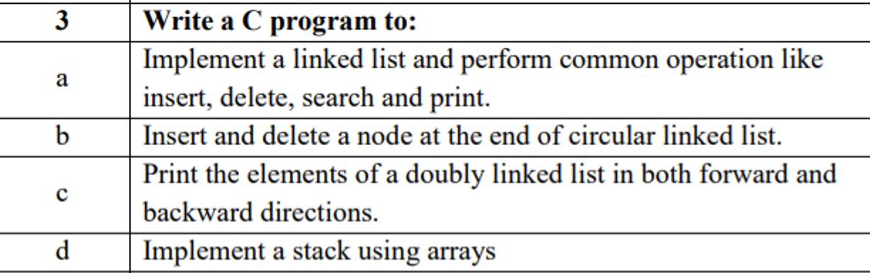 3 Write a C program to:
a Implement a linked list and perform common operation like
insert, delete, search and print.
b Insert and delete a node at the end of circular linked list.
c Print the elements of a doubly linked list in both forward and
backward directions.
d Implement a stack using arrays